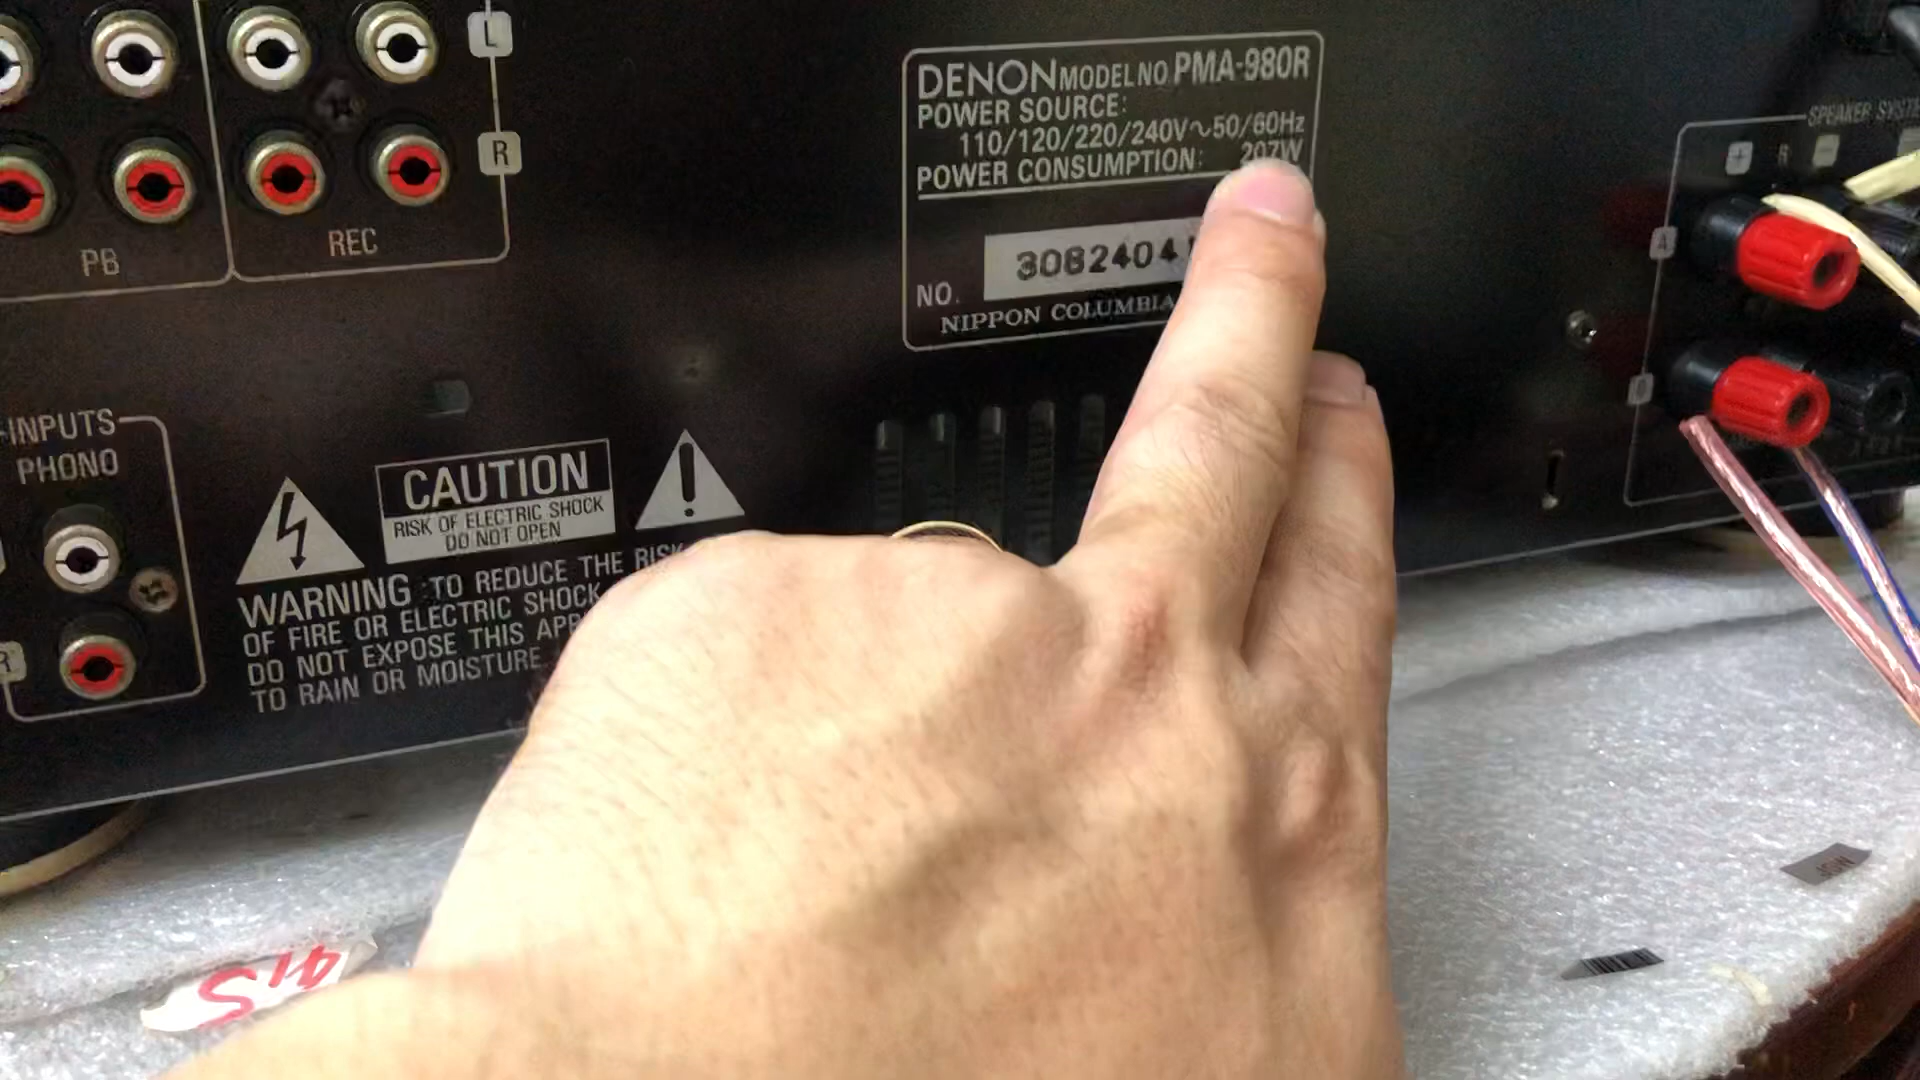 L
R
PB
REC
INPUTS
PHONO
R
CAUTION
RISK OF ELECTRIC SHOCK
DO NOT OPEN
WARNING: TO REDUCE THE RISK
OF FIRE OR ELECTRIC SHOCK
DO NOT EXPOSE THIS
TO RAIN OR MOISTURE.
DENON MODEL NO. PMA-980R
POWER SOURCE:
110/120/220/240V~50/60Hz
POWER CONSUMPTION: 207W
NO. 3082404
NIPPON COLUMBIA
SPEAKER
+ R −
A
S16